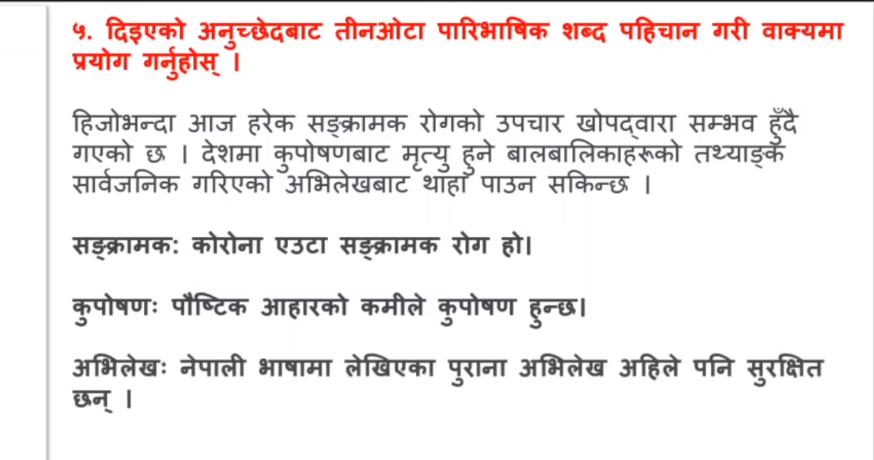 ५. दिइएको अनुच्छेदबाट तीनओटा पारिभाषिक शब्द पहिचान गरी वाक्यमा
प्रयोग गर्नुहोस् ।
हिजोभन्दा आज हरेक सङ्क्रामक रोगको उपचार खोपद्वारा सम्भव हुँदै
गएको छ । देशमा कुपोषणबाट मृत्यु हुने बालबालिकाहरूको तथ्याङ्क
सार्वजनिक गरिएको अभिलेखबाट थाहा पाउन सकिन्छ ।
सङ्क्रामक: कोरोना एउटा सङ्क्रामक रोग हो।
कुपोषणः पौष्टिक आहारको कमीले कुपोषण हुन्छ।
अभिलेखः नेपाली भाषामा लेखिएका पुराना अभिलेख अहिले पनि सुरक्षित
छन् ।